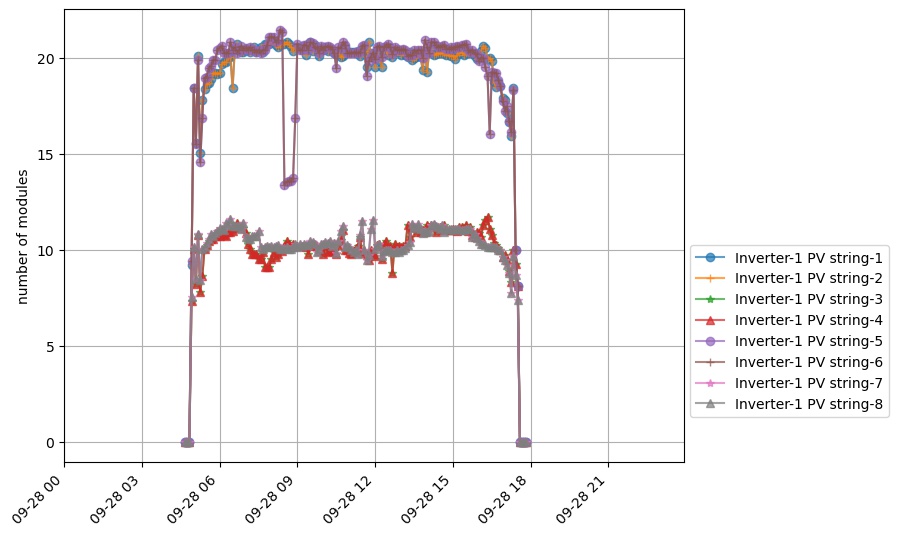 number of modules
20
15
10
5
0
09-28 00
09-28 03
09-28 06
09-28 09
09-28 12
09-28 15
09-28 18
09-28 21
Inverter-1 PV string-1
Inverter-1 PV string-2
Inverter-1 PV string-3
Inverter-1 PV string-4
Inverter-1 PV string-5
Inverter-1 PV string-6
Inverter-1 PV string-7
Inverter-1 PV string-8